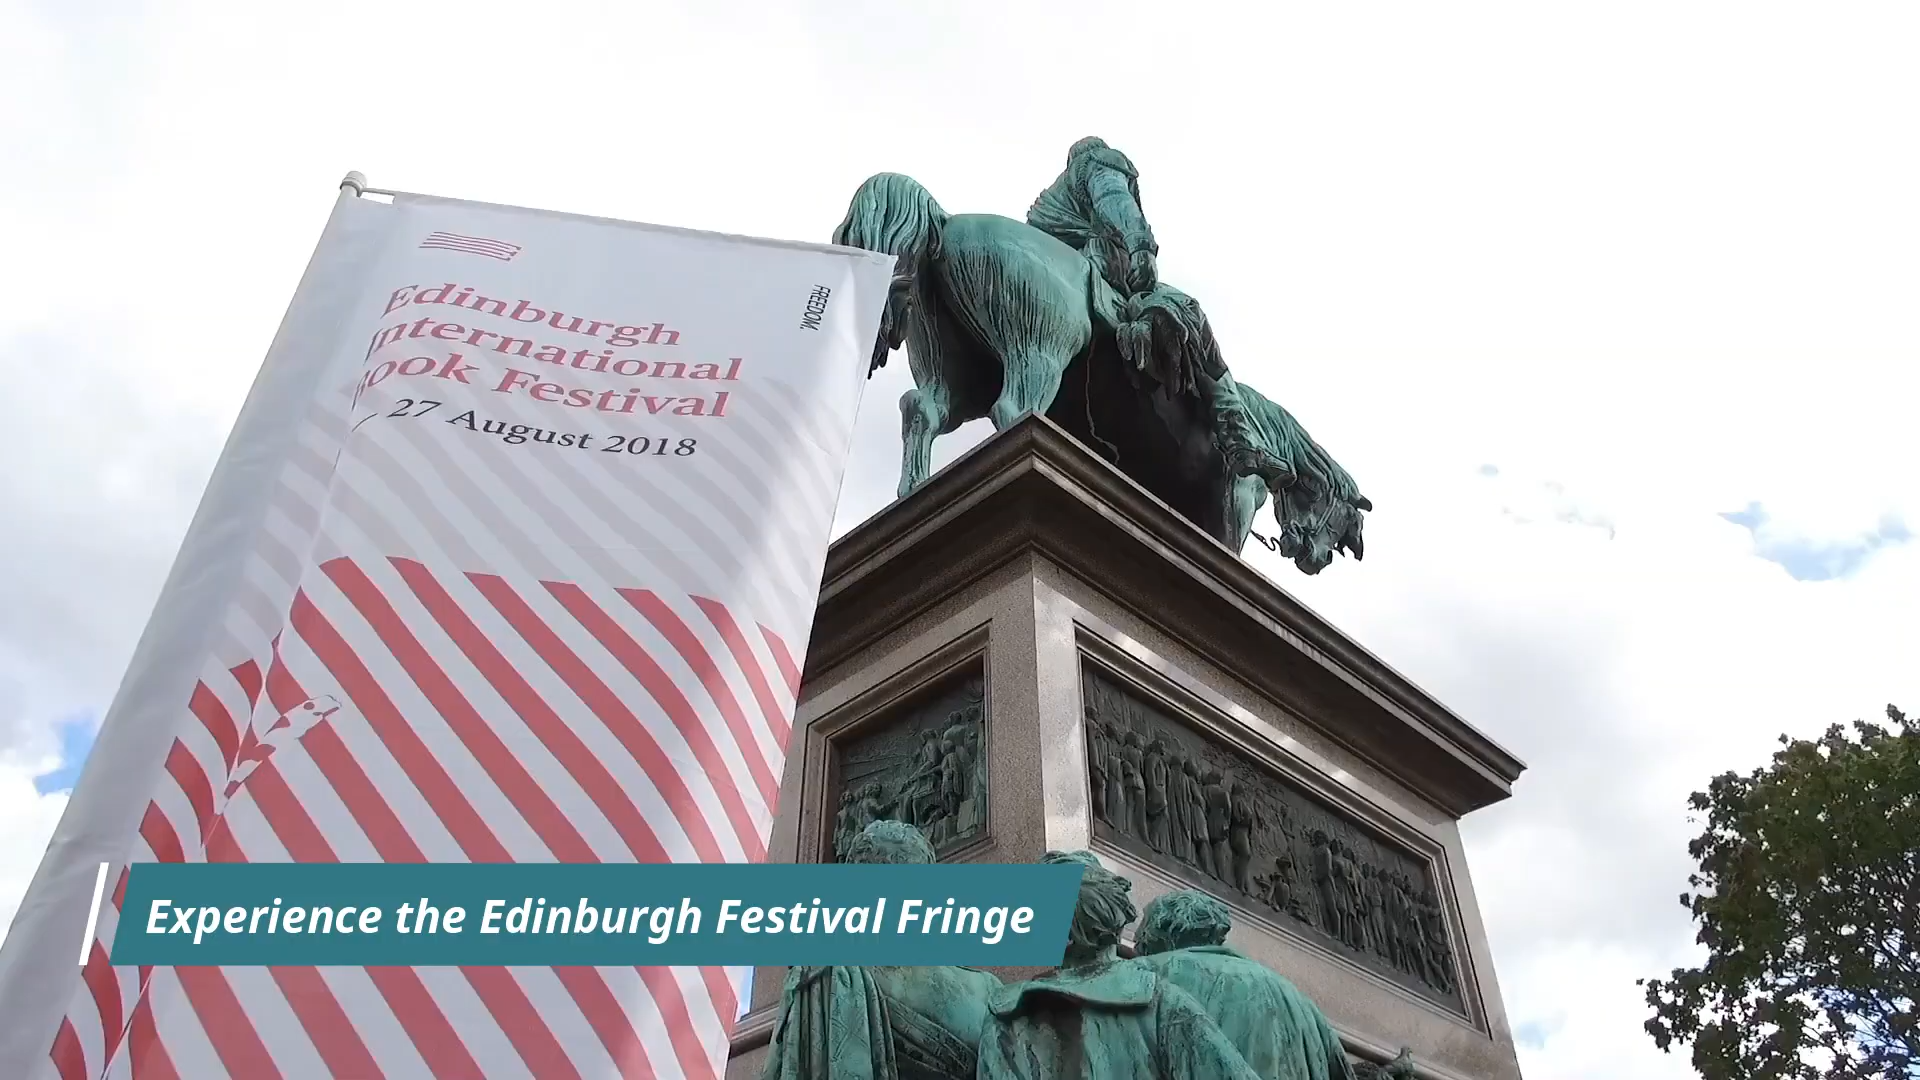 Edinburgh
International
Book Festival
27 August 2018
FREEDOM.
Experience the Edinburgh Festival Fringe